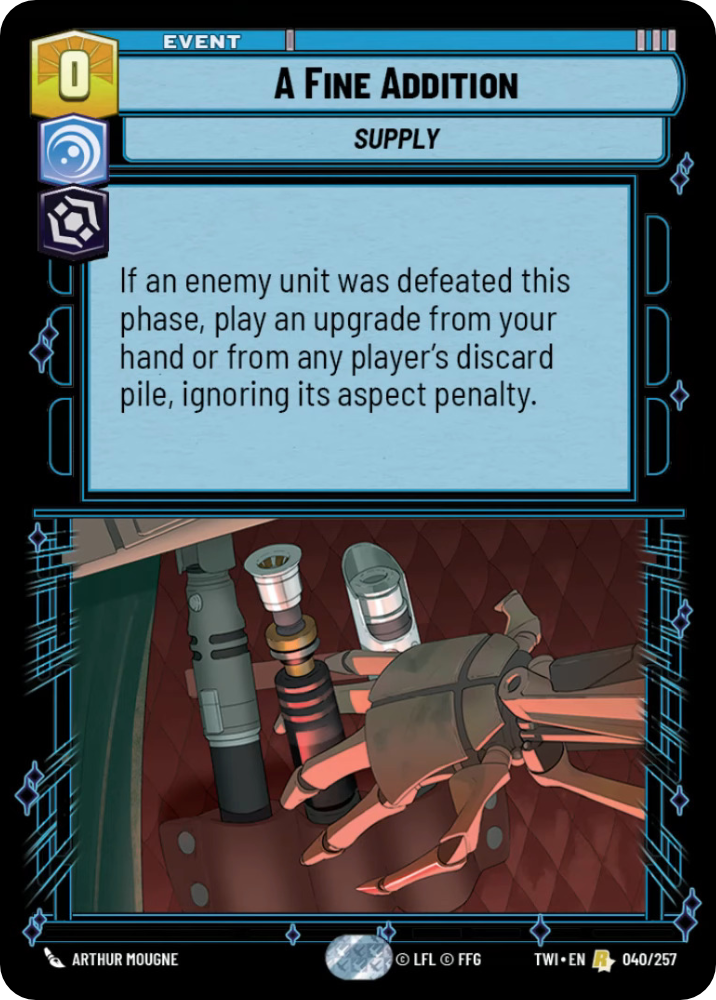 EVENT
0
A FINE ADDITION
SUPPLY
If an enemy unit was defeated this
phase, play an upgrade from your
hand or from any player's discard
pile, ignoring its aspect penalty.
ARTHUR MOUGNE
© LFL © FFG
TWI • EN R 040/257